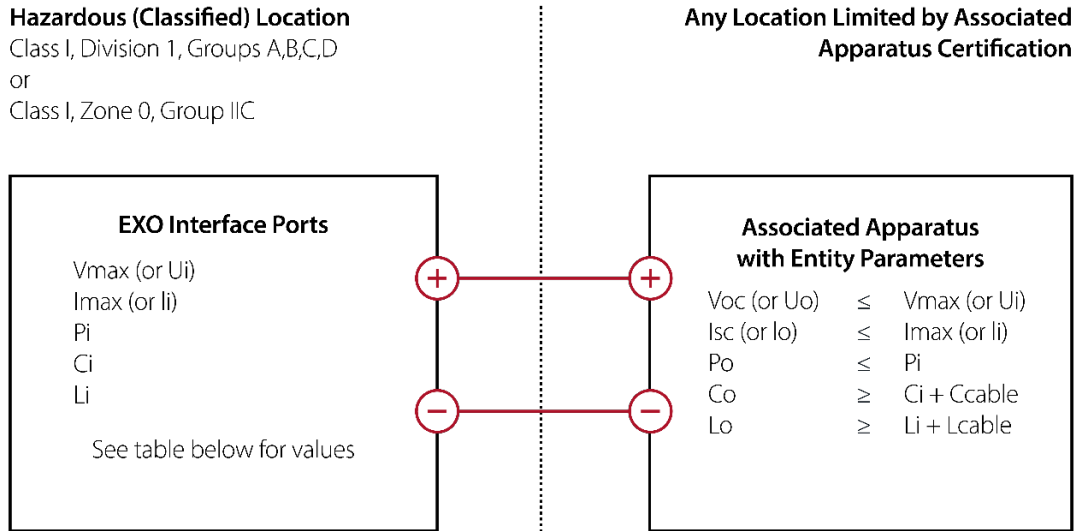 Hazardous (Classified) Location
Class I, Division 1, Groups A,B,C,D
or
Class I, Zone 0, Group IIC
Any Location Limited by Associated
Apparatus Certification
EXO Interface Ports
Vmax (or Ui)
Imax (or Ii)
Pi
Ci
Li
See table below for values
+
−
+
−
Associated Apparatus
with Entity Parameters
Voc (or Uo) ≤ Vmax (or Ui)
Isc (or Io) ≤ Imax (or Ii)
Po ≤ Pi
Co ≥ Ci + Ccable
Lo ≥ Li + Lcable